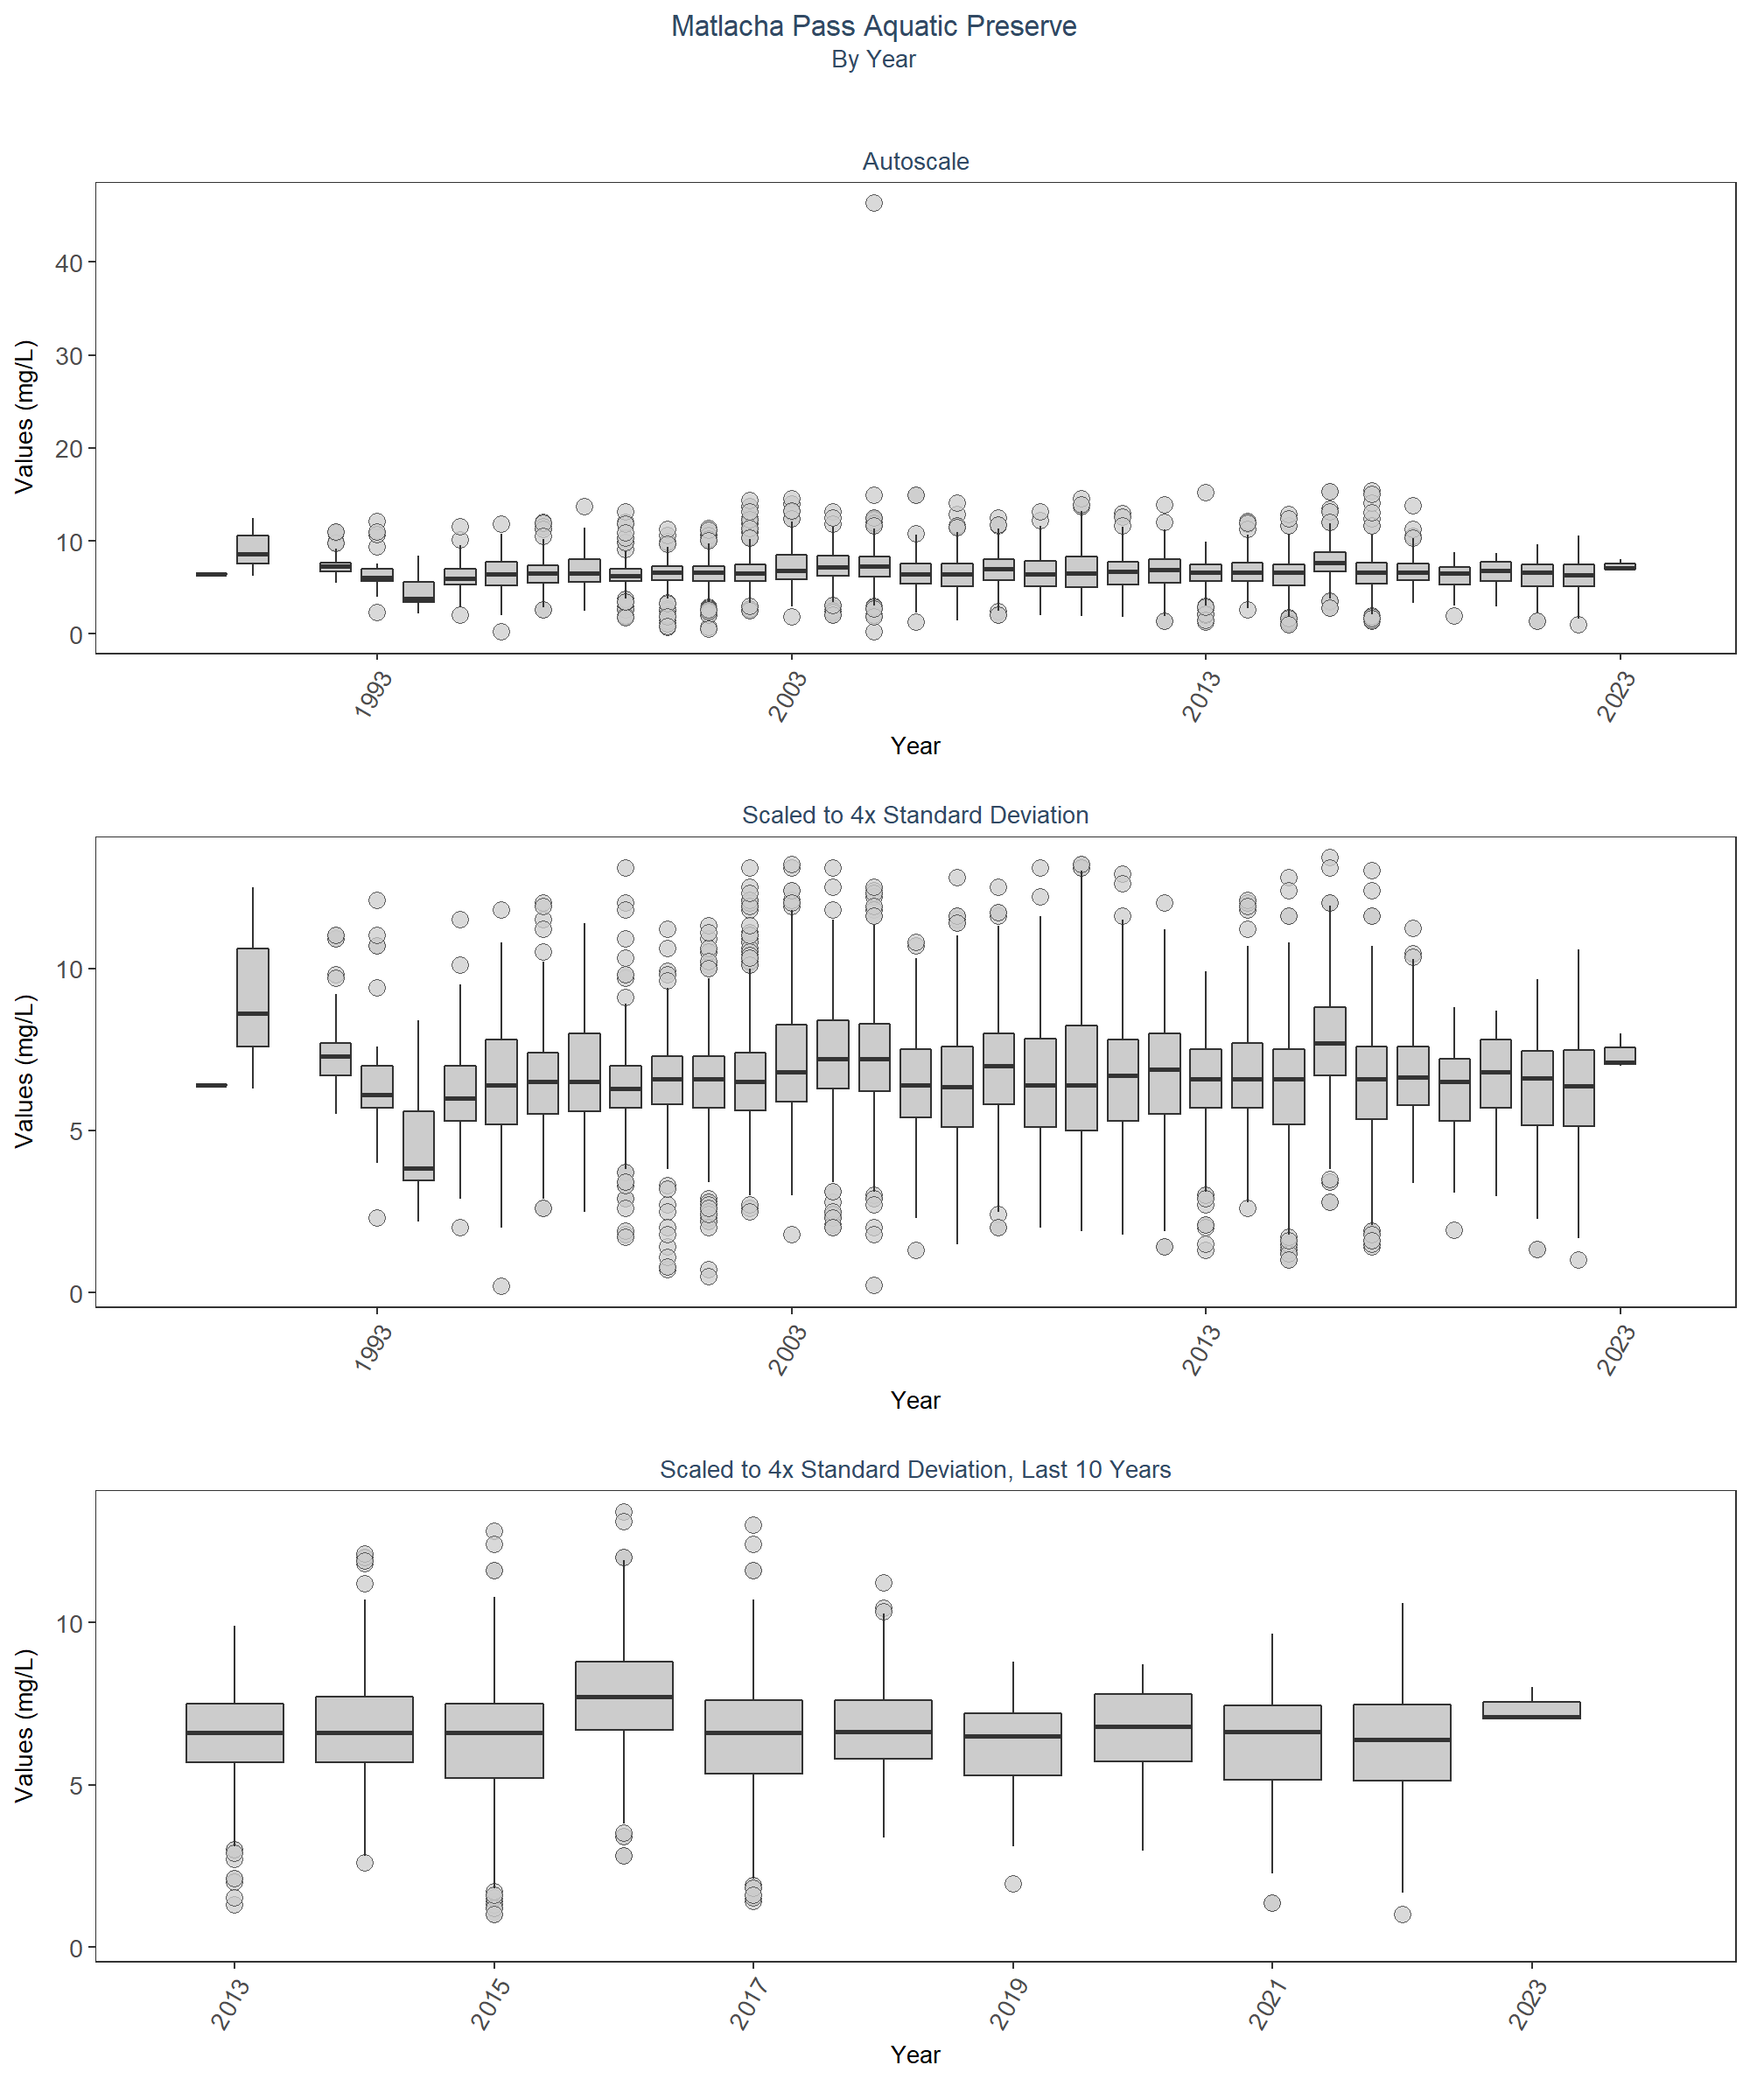 Matlacha Pass Aquatic Preserve
By Year
Autoscale
Values (mg/L)
40
30
20
10
0
1993
2003
2013
2023
Year
Scaled to 4x Standard Deviation
Values (mg/L)
10
5
0
1993
2003
2013
2023
Year
Scaled to 4x Standard Deviation, Last 10 Years
Values (mg/L)
10
5
0
2013
2015
2017
2019
2021
2023
Year